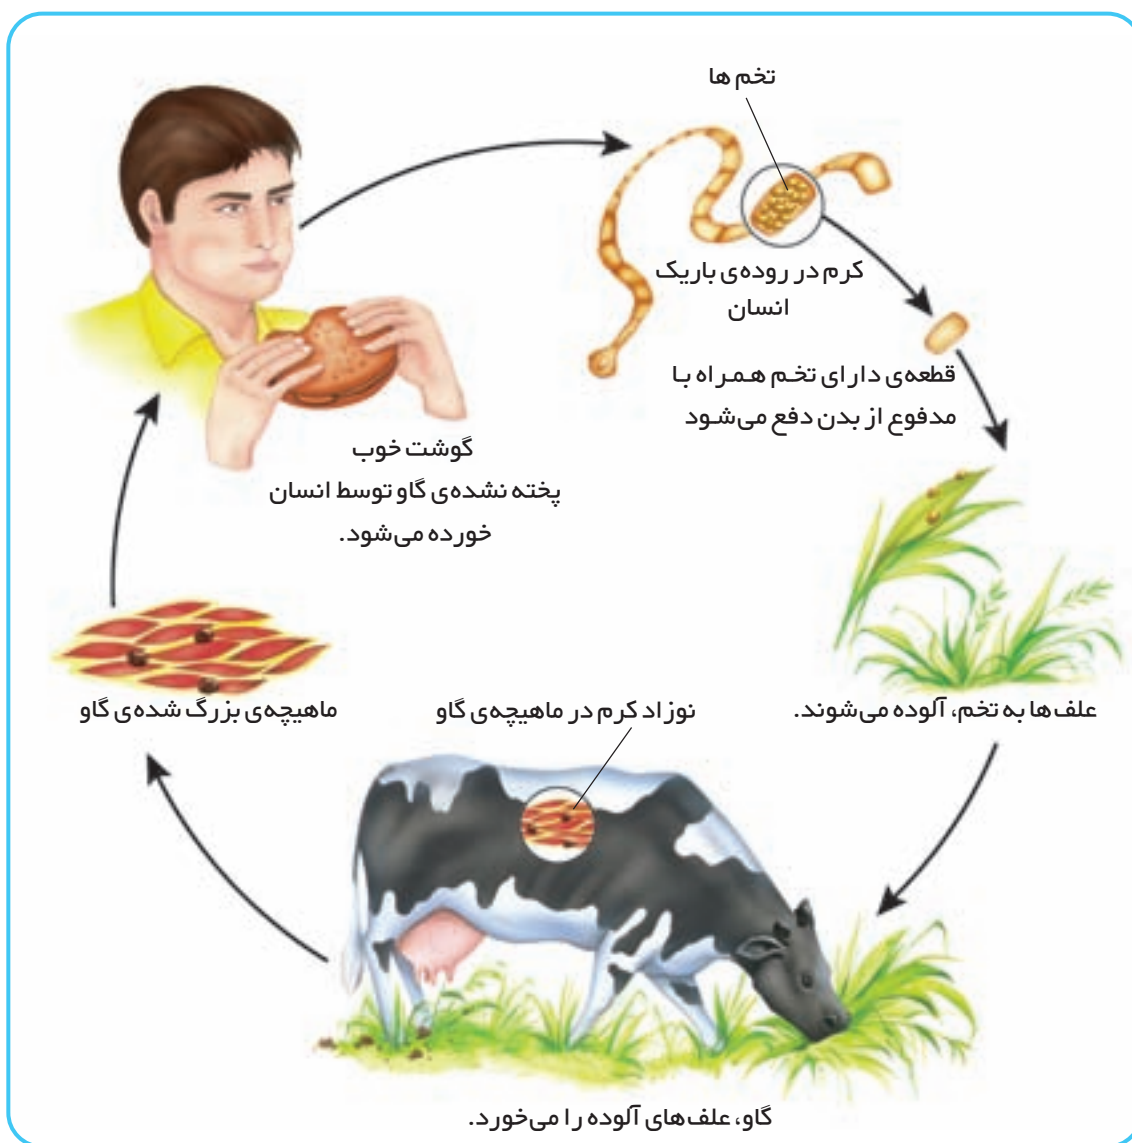 تخم ها
کرم در روده‌ی باریک
انسان
قطعه‌ی دارای تخم همراه با
مدفوع از بدن دفع می‌شود
گوشت خوب
پخته نشده‌ی گاو توسط انسان
خورده می‌شود.
علف‌ها به تخم، آلوده می‌شوند.
نوزاد کرم در ماهیچه‌ی گاو
ماهیچه‌ی بزرگ شده‌ی گاو
گاو، علف‌های آلوده را می‌خورد.